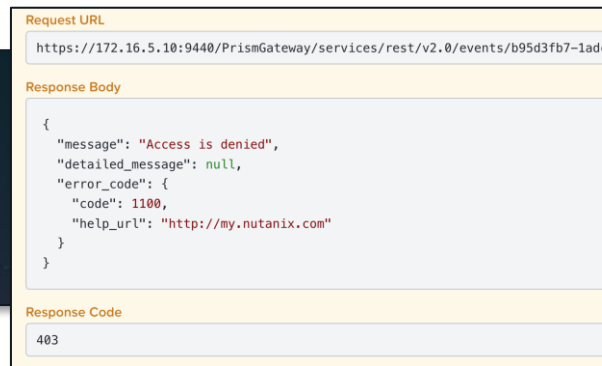 Request URL
https://172.16.5.10:9440/PrismGateway/services/rest/v2.0/events/b95d3fb7-1ad
Response Body
{
"message": "Access is denied",
"detailed_message": null,
"error_code": {
"code": 1100,
"help_url": "http://my.nutanix.com"
}
}
Response Code
403